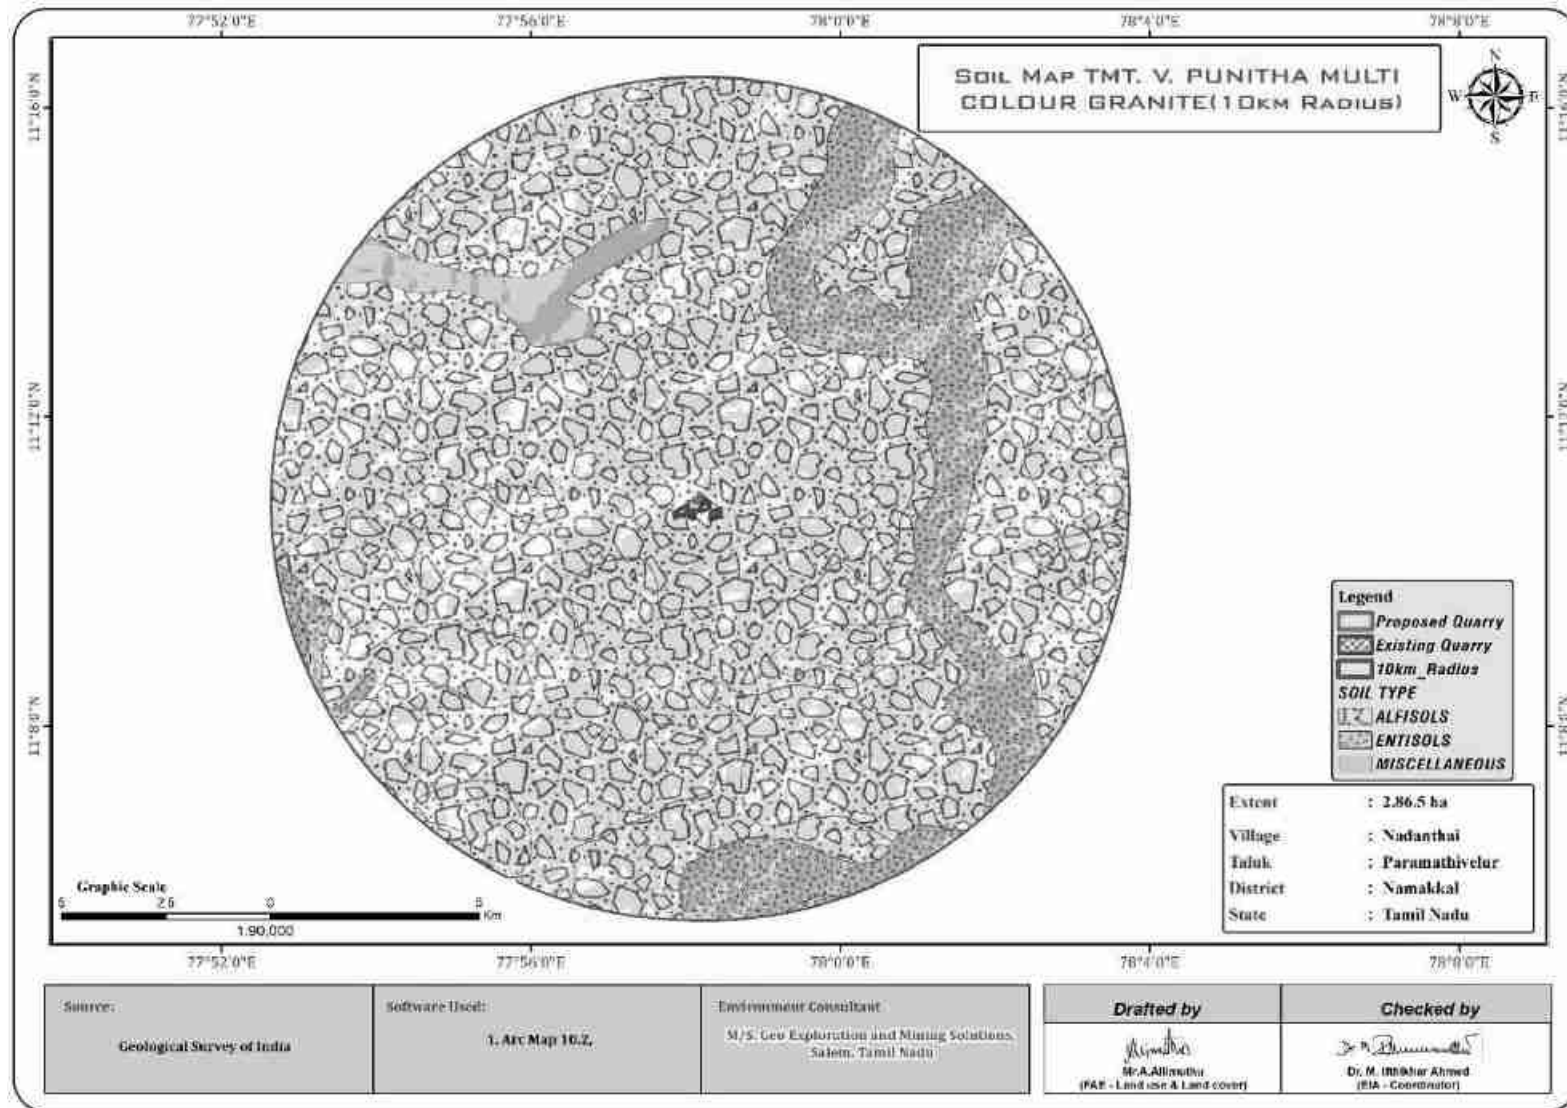 77°52'0"E 77°56'0"E 78°0'0"E 78°4'0"E 78°8'0"E
SOIL MAP TMT. V. PUNITHA MULTI
COLOUR GRANITE(10KM RADIUS)
N
W E
S
11°16'0"N
11°12'0"N
11°8'0"N
Legend
Proposed Quarry
Existing Quarry
10km_Radius
SOIL TYPE
ALFISOLS
ENTISOLS
MISCELLANEOUS
Extent : 2.86.5 ha
Village : Nadanthai
Taluk : Paramathivelur
District : Namakkal
State : Tamil Nadu
Graphic Scale
5 2.5 0 5
Km
1:90,000
77°52'0"E 77°56'0"E 78°0'0"E 78°4'0"E 78°8'0"E
Source:
Geological Survey of India
Software Used:
1. Arc Map 10.2,
Environment Consultant
M/S. Geo Exploration and Mining Solutions,
Salem, Tamil Nadu
Drafted by
Mr.A.Allimuthu
(FAE - Land use & Land cover)
Checked by
Dr. M. Ifthikhar Ahmed
(EIA - Coordinator)